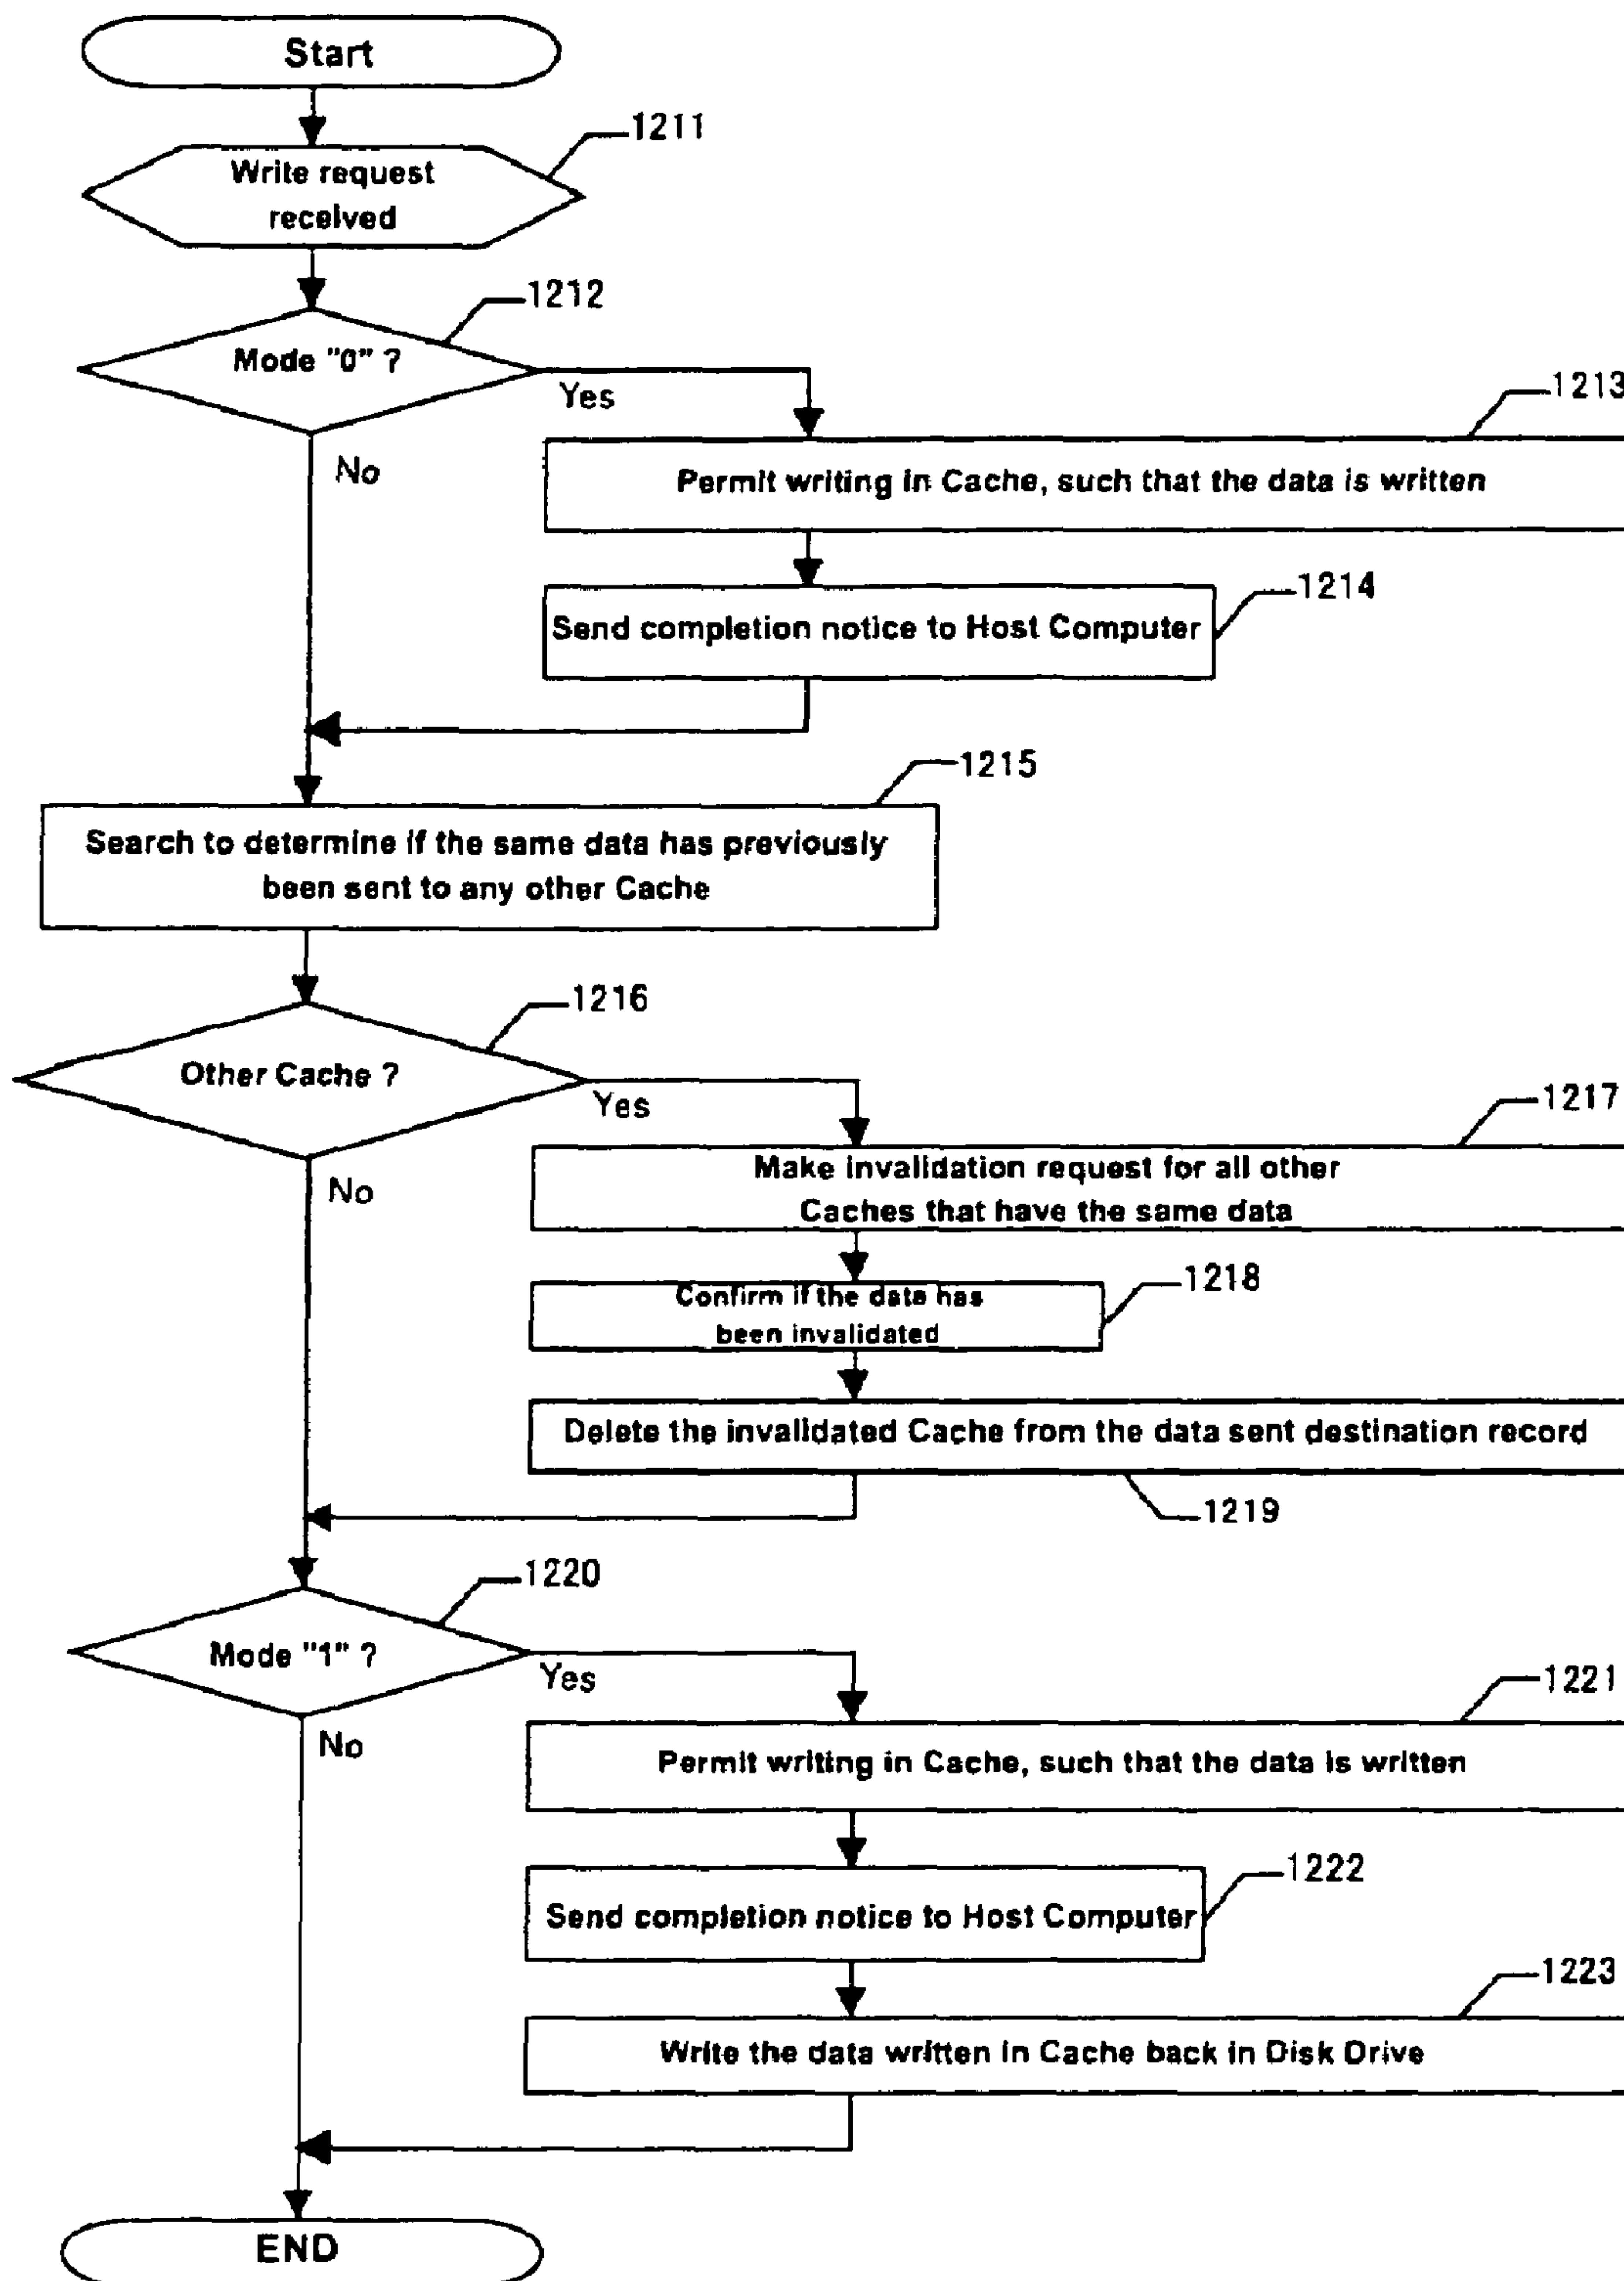 Start
1211
Write request
received
1212
Mode "0" ?
Yes
No
1213
Permit writing in Cache, such that the data is written
1214
Send completion notice to Host Computer
1215
Search to determine if the same data has previously
been sent to any other Cache
1216
Other Cache ?
Yes
No
1217
Make invalidation request for all other
Caches that have the same data
1218
Confirm if the data has
been invalidated
Delete the invalidated Cache from the data sent destination record
1219
1220
Mode "1" ?
Yes
No
1221
Permit writing in Cache, such that the data is written
1222
Send completion notice to Host Computer
1223
Write the data written in Cache back in Disk Drive
END